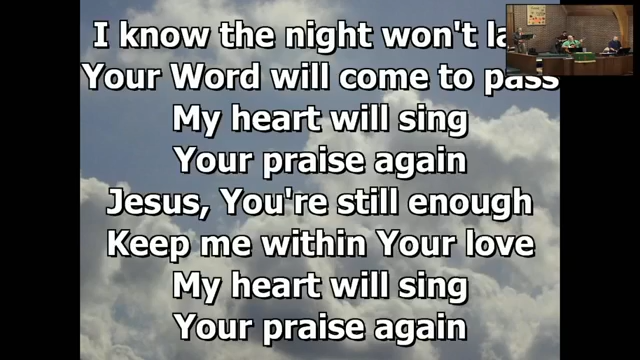 I know the night won't
Your Word will come to pass
My heart will sing
Your praise again
Jesus, You're still enough
Keep me within Your love
My heart will sing
Your praise again